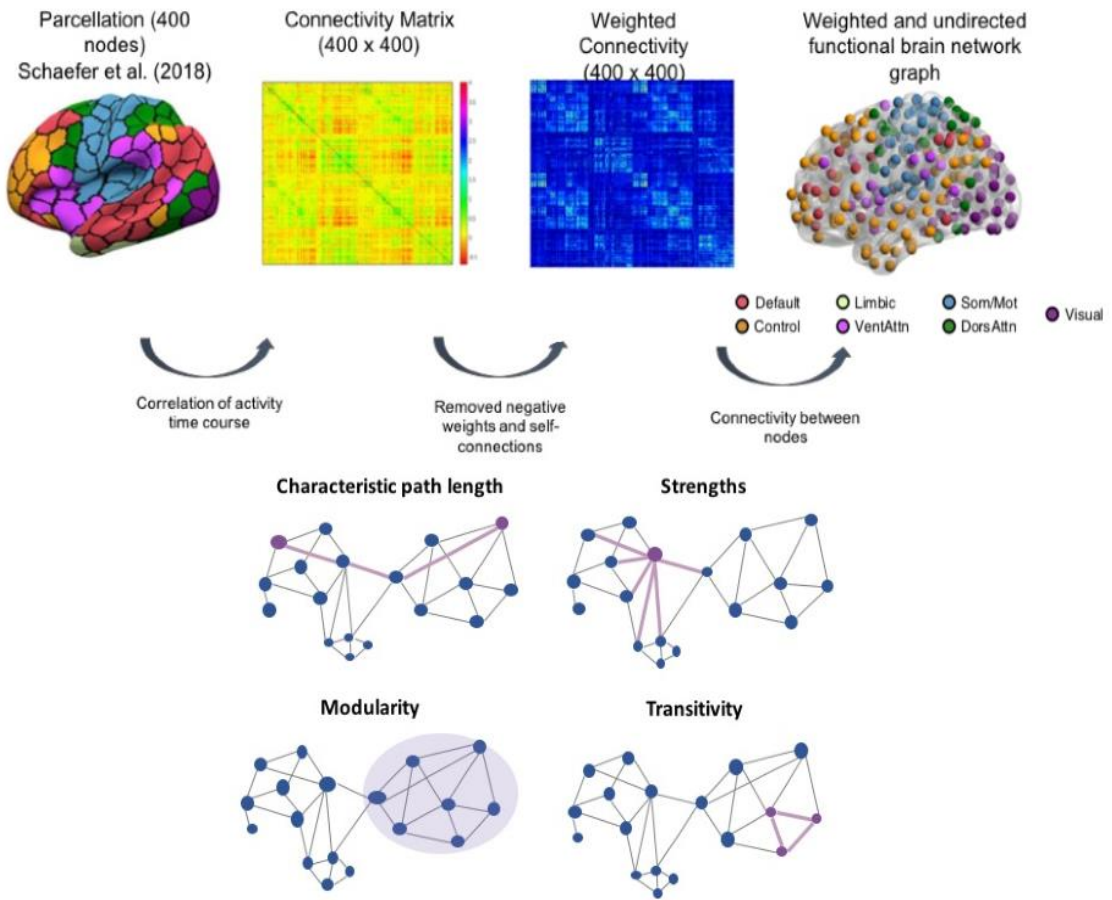 Parcellation (400
nodes)
Schaefer et al. (2018)
Connectivity Matrix
(400 x 400)
Weighted
Connectivity
(400 x 400)
Weighted and undirected
functional brain network
graph
Default
Limbic
Som/Mot
Visual
Control
VentAttn
DorsAttn
Correlation of activity
time course
Removed negative
weights and self-
connections
Connectivity between
nodes
Characteristic path length
Strengths
Modularity
Transitivity